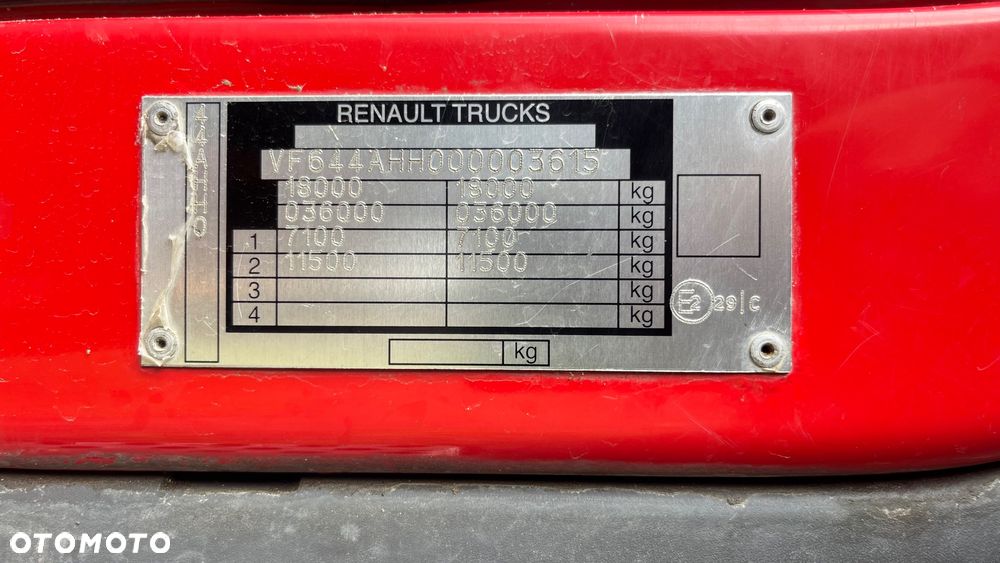 RENAULT TRUCKS
VF644AHH000003615
18000 18000 kg
036000 036000 kg
1 7100 7100 kg
2 11500 11500 kg
3 kg
4 kg
kg
E2 29|C
OTOMOTO